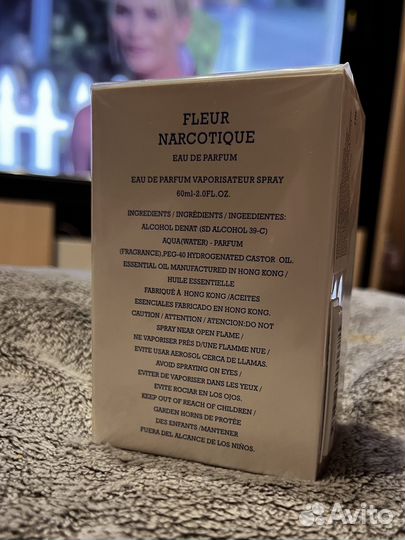 FLEUR
NARCOTIQUE
EAU DE PARFUM
EAU DE PARFUM VAPORISATEUR SPRAY
60ml-2.0FL.OZ.
INGREDIENTS / INGRÉDIENTS / INGEEDIENTES:
ALCOHOL DENAT (SD ALCOHOL 39-C)
AQUA(WATER) - PARFUM
(FRAGRANCE),PEG-40 HYDROGENATED CASTOR OIL.
ESSENTIAL OIL MANUFACTURED IN HONG KONG /
HUILE ESSENTIELLE
FABRIQUÉ À HONG KONG /ACEITES
ESENCIALES FABRICADO EN HONG KONG.
CAUTION / ATTENTION / ATENCION:DO NOT
SPRAY NEAR OPEN FLAME /
NE VAPORISER PRÈS D/UNE FLAMME NUE /
EVITE USAR AEROSOL CERCA DE LLAMAS.
AVOID SPRAYING ON EYES /
EVITER DE VAPORISER DANS LES YEUX /
EVITE ROCIAR EN LOS OJOS.
KEEP OUT OF REACH OF CHILDREN /
GARDEN HORNS DE PROTÉE
DES ENFANTS /MANTENER
FUERA DEL ALCANCE DE LOS NIÑOS.
Avito